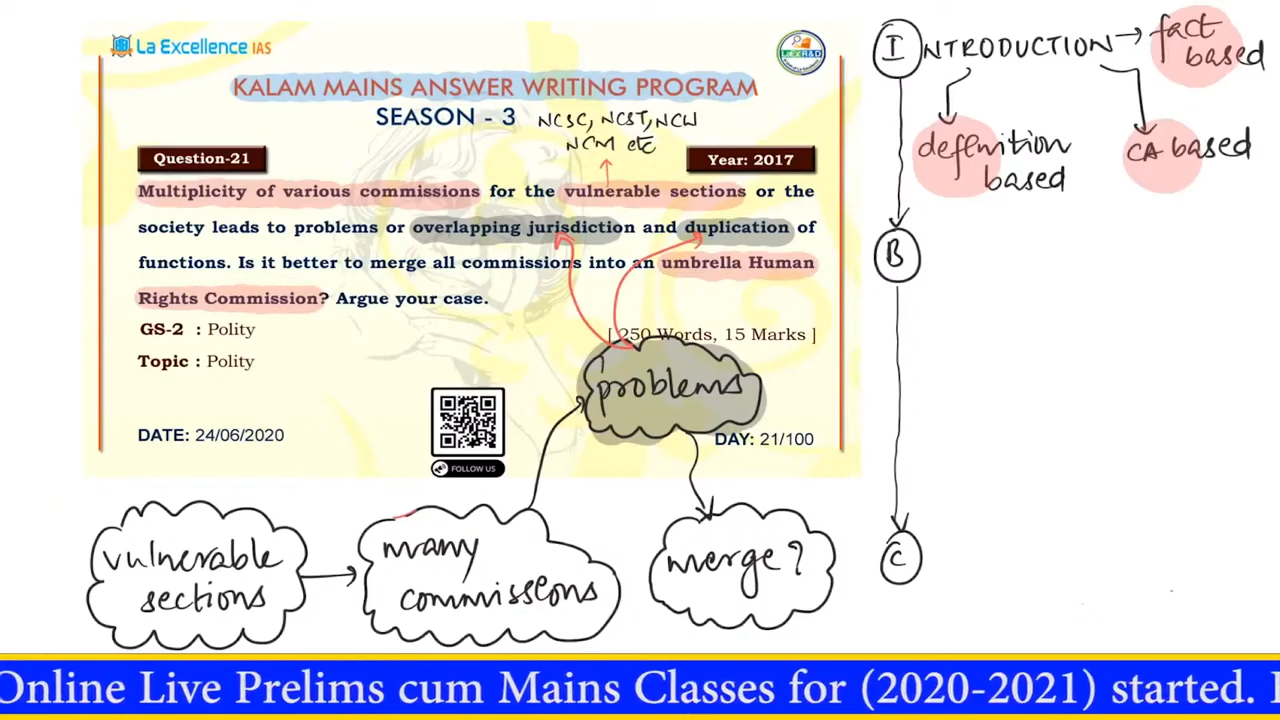 La Excellence IAS
LaEx R&D
KALAM MAINS ANSWER WRITING PROGRAM
SEASON - 3
NCSC, NCST, NCW
NCM etc
Question-21
Year: 2017
Multiplicity of various commissions for the vulnerable sections or the
society leads to problems or overlapping jurisdiction and duplication of
functions. Is it better to merge all commissions into an umbrella Human
Rights Commission? Argue your case.
GS-2 : Polity
[ 250 Words, 15 Marks ]
Topic : Polity
problems
DATE: 24/06/2020
DAY: 21/100
FOLLOW US
vulnerable
sections
many
commissions
merge?
INTRODUCTION → fact
based
definition
based
CA based
B
C
Online Live Prelims cum Mains Classes for (2020-2021) started.